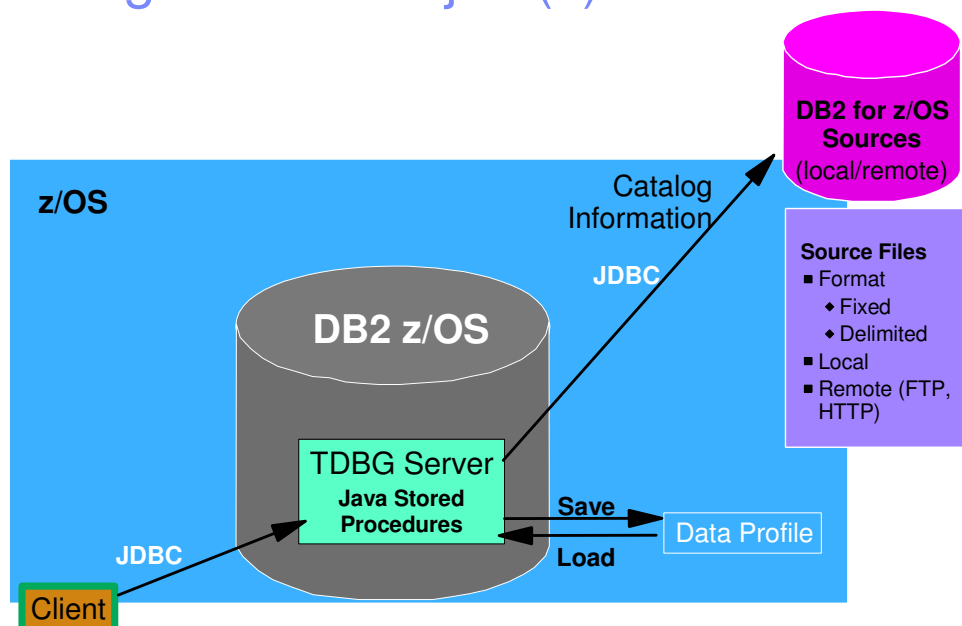 DB2 for z/OS
Sources
(local/remote)
z/OS
Catalog
Information
JDBC
Source Files
Format
Fixed
Delimited
Local
Remote (FTP,
HTTP)
DB2 z/OS
TDBG Server
Java Stored
Procedures
Save
Load
Data Profile
JDBC
Client